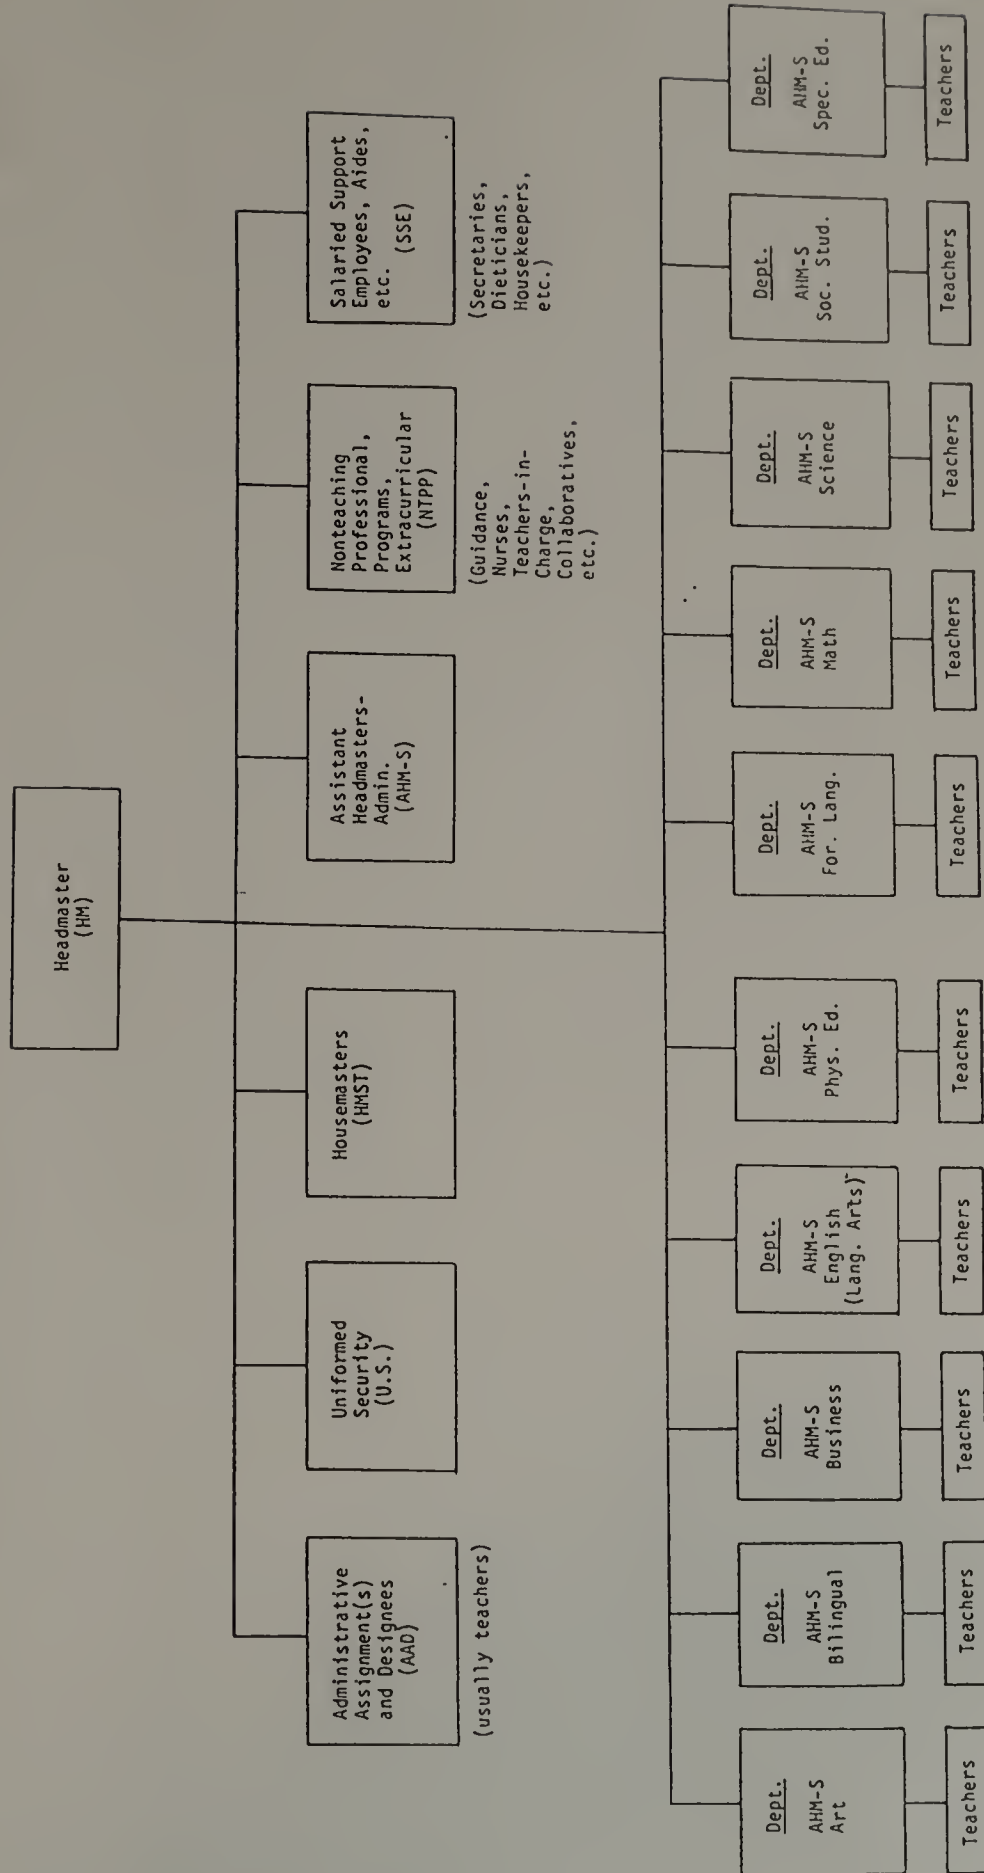 Headmaster
(HM)
Administrative
Assignment(s)
and Designees
(AAD)
(usually teachers)
Uniformed
Security
(U.S.)
Housemasters
(HMST)
Assistant
Headmasters-
Admin.
(AHM-S)
Nonteaching
Professional,
Programs,
Extracurricular
(NTPP)
(Guidance,
Nurses,
Teachers-in-
Charge,
Collaboratives,
etc.)
Salaried Support
Employees, Aides,
etc. (SSE)
(Secretaries,
Dieticians,
Housekeepers,
etc.)
Dept.
AHM-S
Art
Teachers
Dept.
AHM-S
Bilingual
Teachers
Dept.
AHM-S
Business
Teachers
Dept.
AHM-S
English
(Lang. Arts)
Teachers
Dept.
AHM-S
Phys. Ed.
Teachers
Dept.
AHM-S
For. Lang.
Teachers
Dept.
AHM-S
Math
Teachers
Dept.
AHM-S
Science
Teachers
Dept.
AHM-S
Soc. Stud.
Teachers
Dept.
AHM-S
Spec. Ed.
Teachers